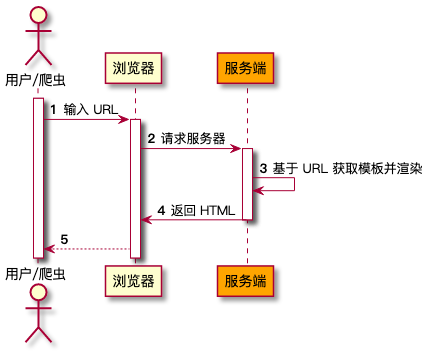 用户/爬虫
浏览器
服务端
1 输入 URL
2 请求服务器
3 基于 URL 获取模板并渲染
4 返回 HTML
5
用户/爬虫
浏览器
服务端